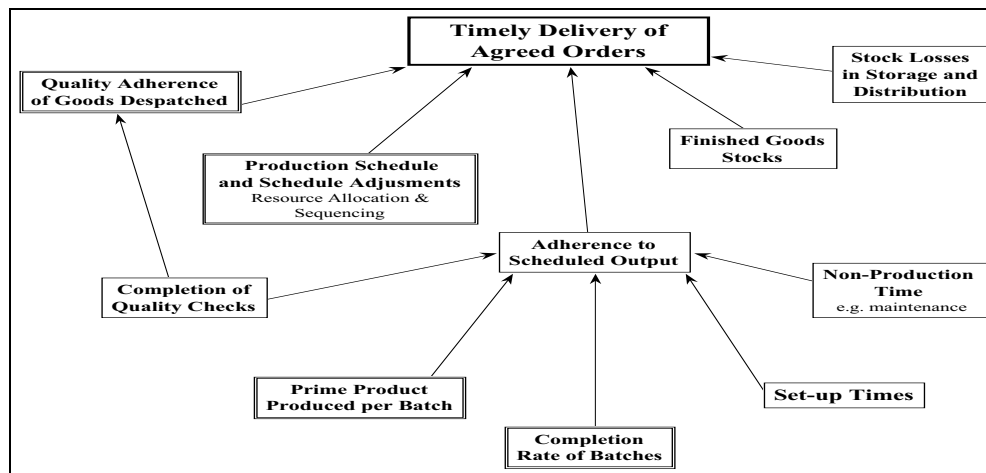 Timely Delivery of
Agreed Orders
Stock Losses
in Storage and
Distribution
Quality Adherence
of Goods Despatched
Finished Goods
Stocks
Production Schedule
and Schedule Adjusments
Resource Allocation &
Sequencing
Adherence to
Scheduled Output
Completion of
Quality Checks
Non-Production
Time
e.g. maintenance
Prime Product
Produced per Batch
Set-up Times
Completion
Rate of Batches